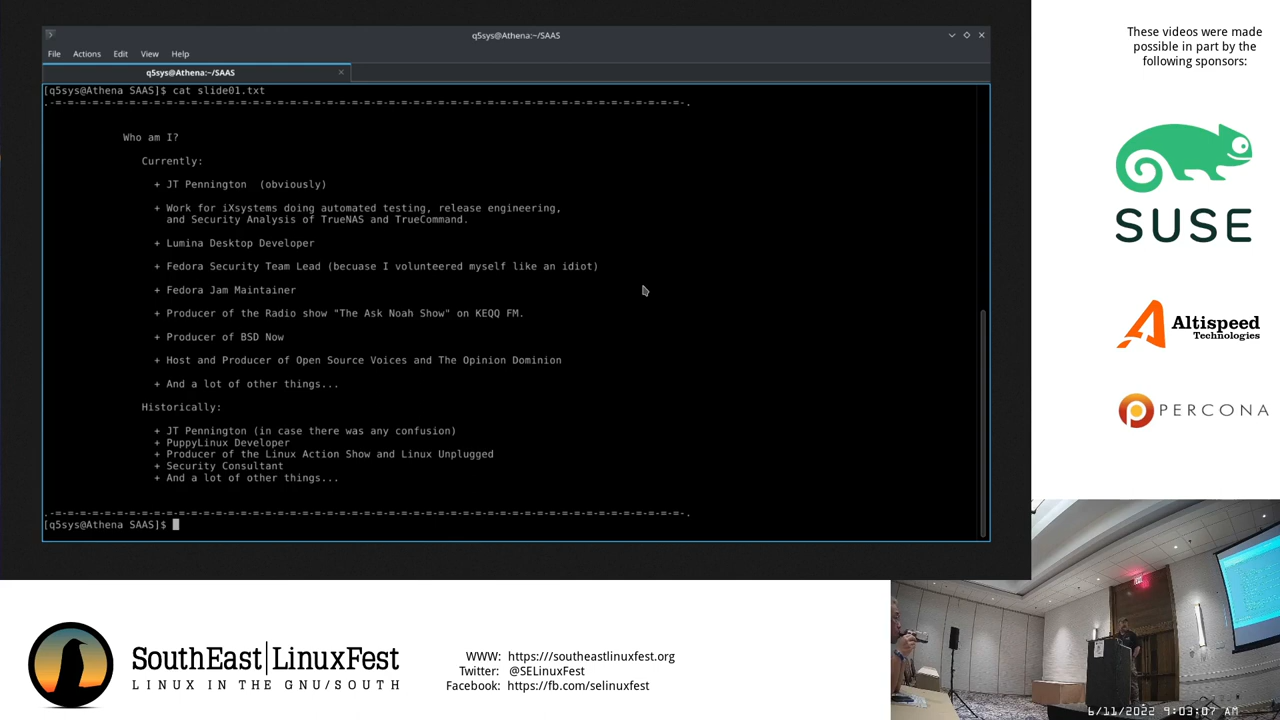 q5sys@Athena:~/SAAS
File Actions Edit View Help
q5sys@Athena:~/SAAS
[q5sys@Athena SAAS]$ cat slide01.txt
.-=-=-=-=-=-=-=-=-=-=-=-=-=-=-=-=-=-=-=-=-=-=-=-=-=-=-=-=-=-=-=-=-=-=-=-=-=-=-=-=-=-=-=-=-=-=-=-=-=-=-=-=-.
Who am I?
Currently:
+ JT Pennington (obviously)
+ Work for iXsystems doing automated testing, release engineering,
and Security Analysis of TrueNAS and TrueCommand.
+ Lumina Desktop Developer
+ Fedora Security Team Lead (becuase I volunteered myself like an idiot)
+ Fedora Jam Maintainer
+ Producer of the Radio show "The Ask Noah Show" on KEQQ FM.
+ Producer of BSD Now
+ Host and Producer of Open Source Voices and The Opinion Dominion
+ And a lot of other things...
Historically:
+ JT Pennington (in case there was any confusion)
+ PuppyLinux Developer
+ Producer of the Linux Action Show and Linux Unplugged
+ Security Consultant
+ And a lot of other things...
.-=-=-=-=-=-=-=-=-=-=-=-=-=-=-=-=-=-=-=-=-=-=-=-=-=-=-=-=-=-=-=-=-=-=-=-=-=-=-=-=-=-=-=-=-=-=-=-=-=-=-=-=-.
[q5sys@Athena SAAS]$
These videos were made
possible in part by the
following sponsors:
SUSE
Altispeed
Technologies
PERCONA
SouthEast|LinuxFest
LINUX IN THE GNU/SOUTH
WWW: https:///southeastlinuxfest.org
Twitter: @SELinuxFest
Facebook: https://fb.com/selinuxfest
6/11/2022 9:03:07 AM